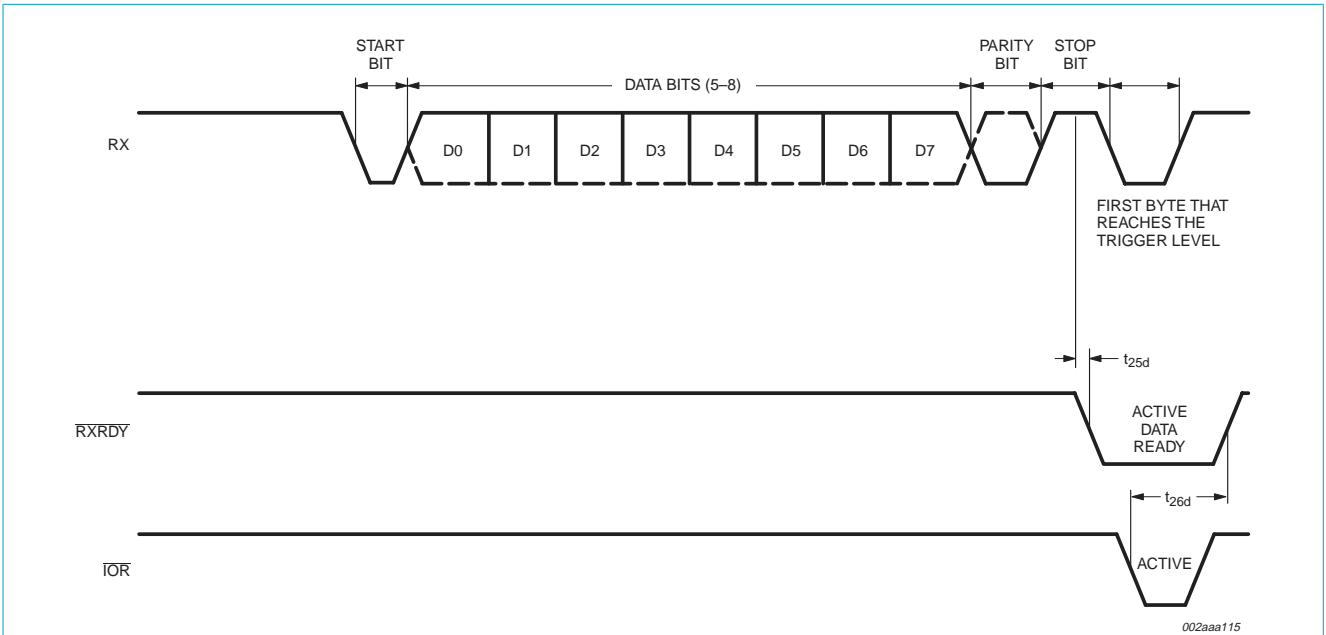 START
BIT
DATA BITS (5–8)
PARITY
BIT
STOP
BIT
RX
D0 D1 D2 D3 D4 D5 D6 D7
FIRST BYTE THAT
REACHES THE
TRIGGER LEVEL
t25d
RXRDY
ACTIVE
DATA
READY
t26d
IOR
ACTIVE
002aaa115